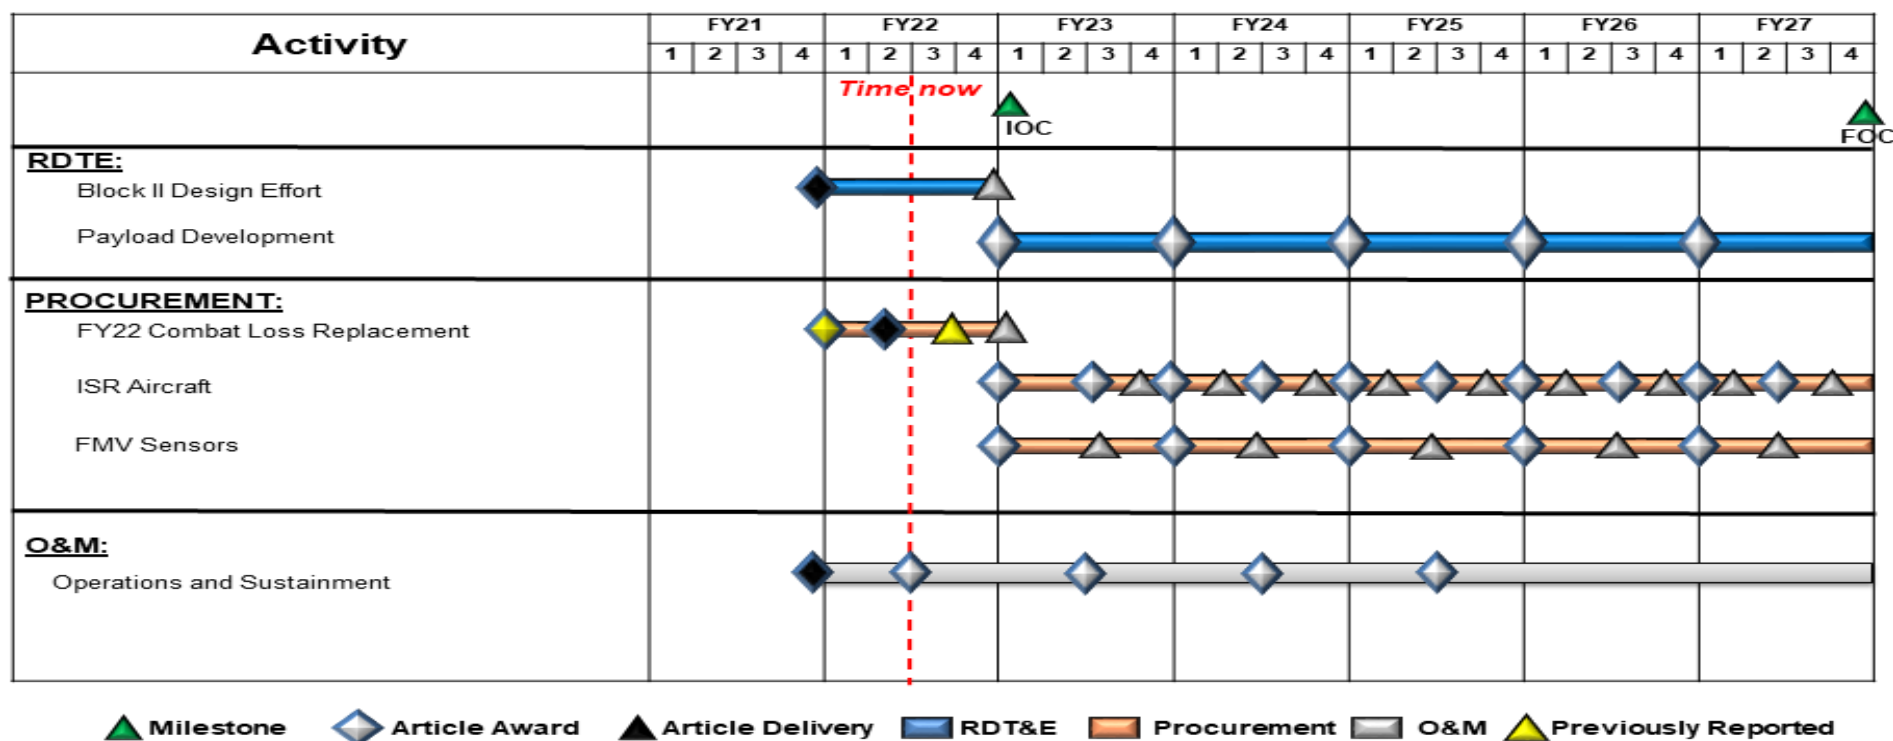 Activity
FY21 FY22 FY23 FY24 FY25 FY26 FY27
1 2 3 4 1 2 3 4 1 2 3 4 1 2 3 4 1 2 3 4 1 2 3 4 1 2 3 4
Time now
IOC
FOC
RDTE:
Block II Design Effort
Payload Development
PROCUREMENT:
FY22 Combat Loss Replacement
ISR Aircraft
FMV Sensors
O&M:
Operations and Sustainment
Milestone Article Award Article Delivery RDT&E Procurement O&M Previously Reported